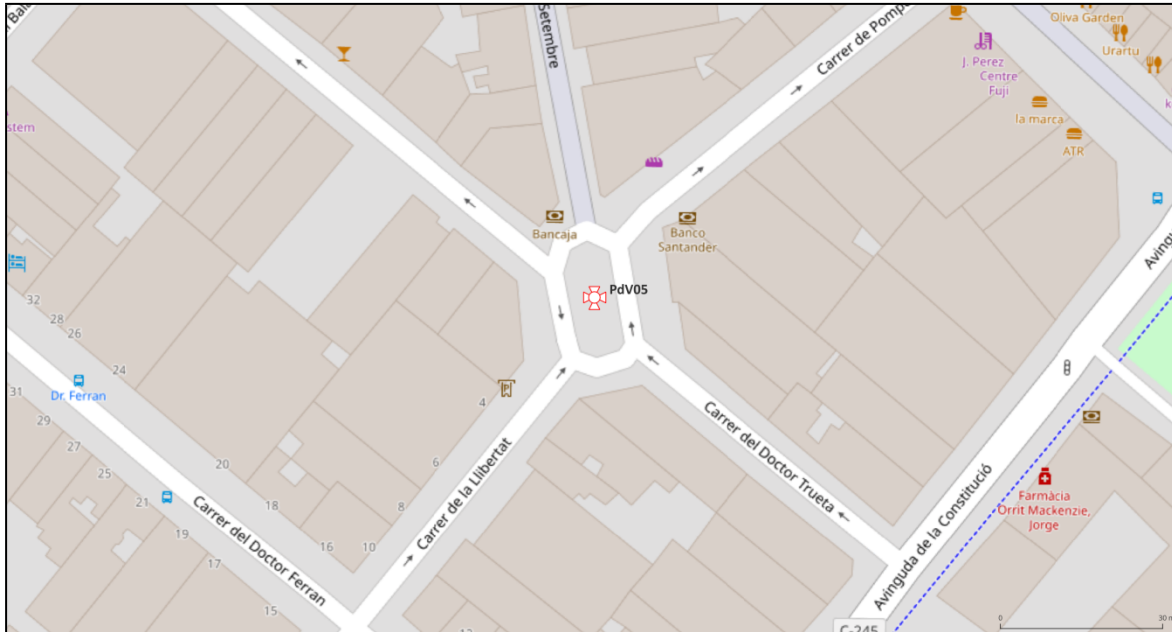 Setembre
Carrer de Pompe
Oliva Garden
Urartu
J. Perez
Centre
Fuji
la marca
ATR
k
stem
Bancaja
Banco
Santander
Avingu
PdV05
32
28
26
24
31
Dr. Ferran
29
27
25
21
19
17
15
20
18
16
10
8
6
4
P
Carrer del Doctor Ferran
Carrer de la Llibertat
Carrer del Doctor Trueta
Avinguda de la Constitució
Farmàcia
Orrit Mackenzie,
Jorge
C-245
0